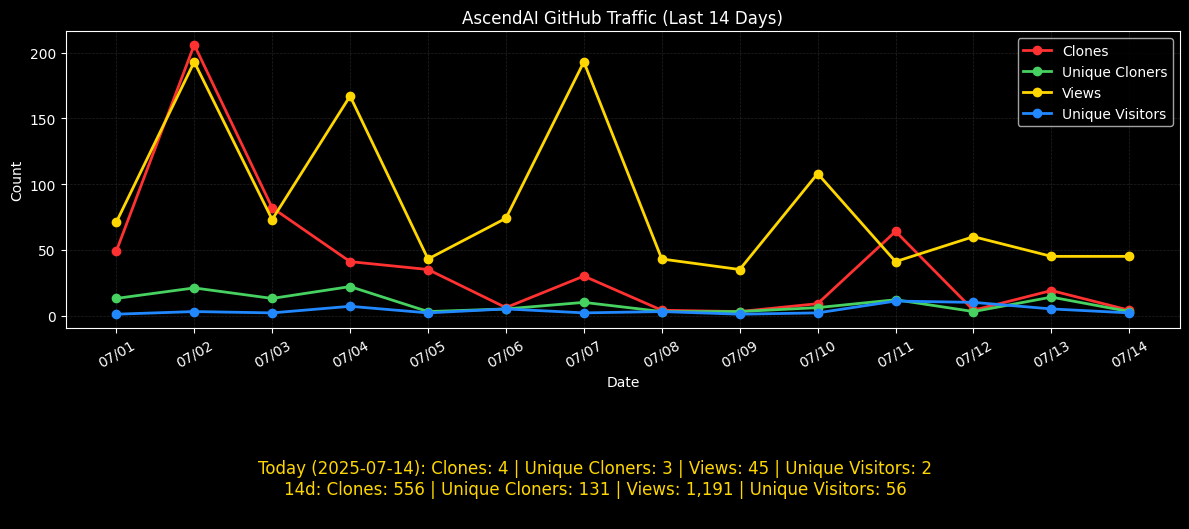 AscendAI GitHub Traffic (Last 14 Days)
Clones
Unique Cloners
Views
Unique Visitors
Count
200
150
100
50
0
07/01 07/02 07/03 07/04 07/05 07/06 07/07 07/08 07/09 07/10 07/11 07/12 07/13 07/14
Date
Today (2025-07-14): Clones: 4 | Unique Cloners: 3 | Views: 45 | Unique Visitors: 2
14d: Clones: 556 | Unique Cloners: 131 | Views: 1,191 | Unique Visitors: 56